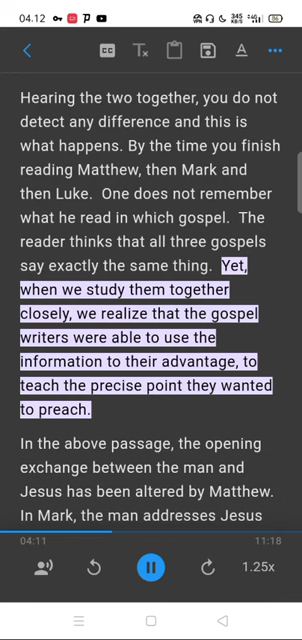 04.12
345
KB/S
4G
86
CC
A
Hearing the two together, you do not
detect any difference and this is
what happens. By the time you finish
reading Matthew, then Mark and
then Luke. One does not remember
what he read in which gospel. The
reader thinks that all three gospels
say exactly the same thing. Yet,
when we study them together
closely, we realize that the gospel
writers were able to use the
information to their advantage, to
teach the precise point they wanted
to preach.
In the above passage, the opening
exchange between the man and
Jesus has been altered by Matthew.
In Mark, the man addresses Jesus
04:11
11:18
1.25x